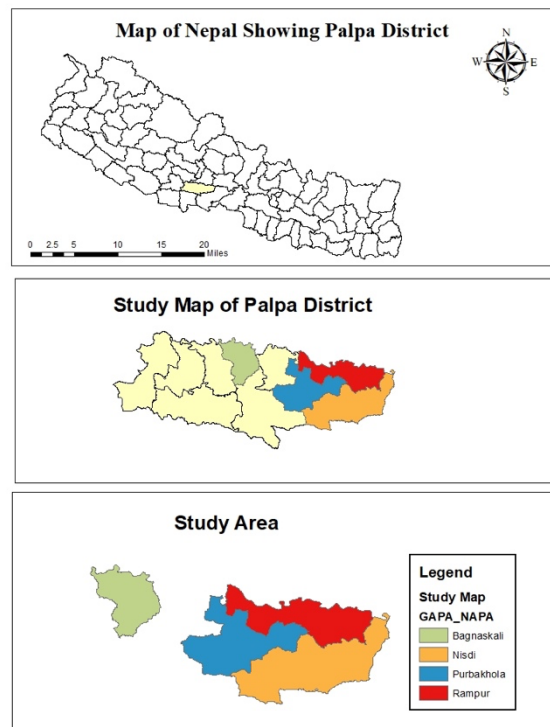 Map of Nepal Showing Palpa District
N
W E
S
0 2.5 5 10 15 20
Miles
Study Map of Palpa District
Study Area
Legend
Study Map
GAPA_NAPA
Bagnaskali
Nisdi
Purbakhola
Rampur